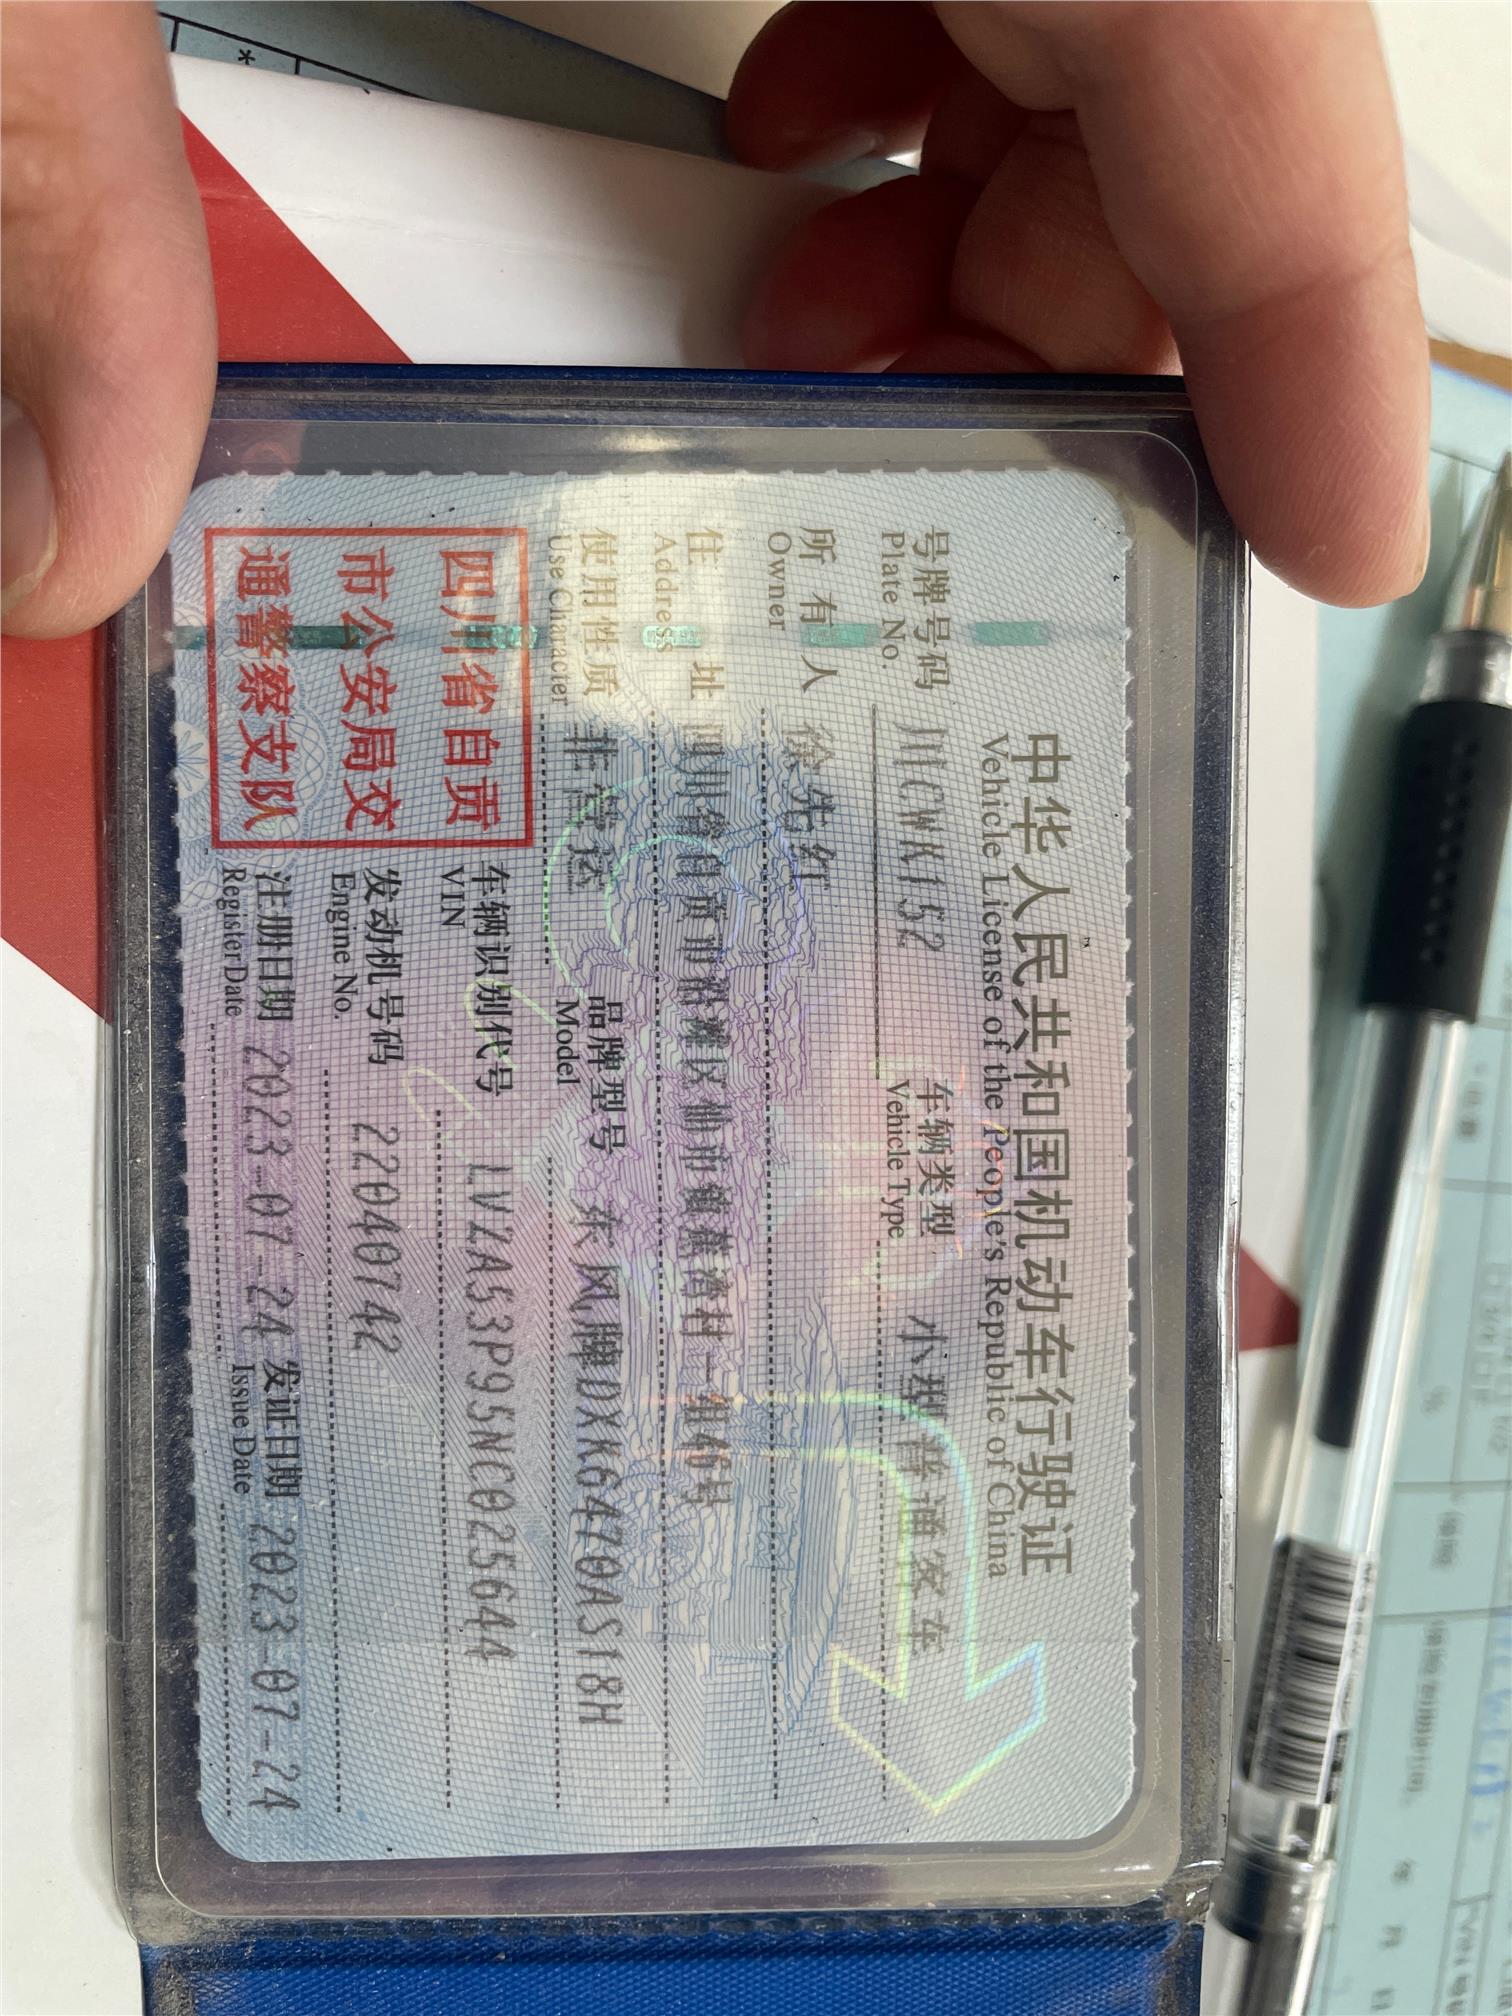 中华人民共和国机动车行驶证
Vehicle License of the People's Republic of China
号牌号码 川CWK152 车辆类型 小型普通客车
Plate No. Vehicle Type
所有人 徐先红
Owner
住址 四川省自贡市沿滩区仙市镇 村一组46号
Address
使用性质 非营运 品牌型号 东风牌DXK6470AS18H
Use Character Model
四川省自贡
市公安局交
通警察支队
车辆识别代号 LVZA53P95NC025644
VIN
发动机号码 22040742
Engine No.
注册日期 2023-07-24 发证日期 2023-07-24
Register Date Issue Date